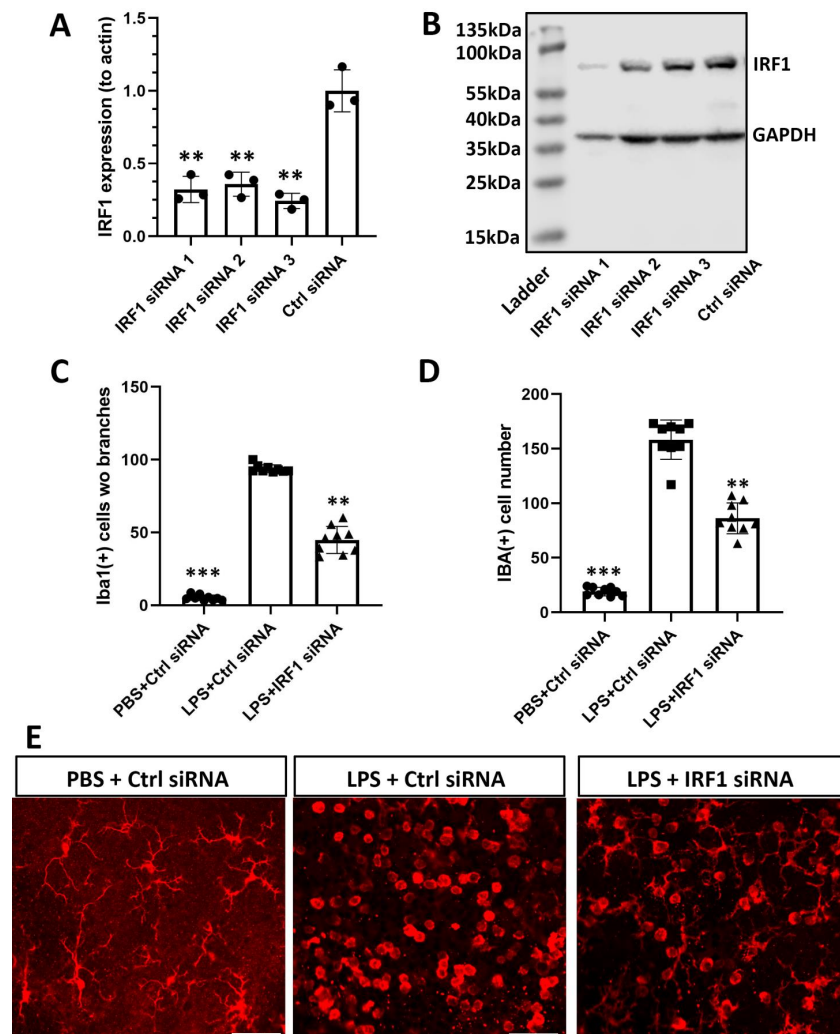 A
IRF1 expression (to actin)
1.5
1.0
0.5
0.0
**
**
**
IRF1 siRNA 1
IRF1 siRNA 2
IRF1 siRNA 3
Ctrl siRNA
B
135kDa
100kDa
55kDa
40kDa
35kDa
25kDa
15kDa
IRF1
GAPDH
Ladder
IRF1 siRNA 1
IRF1 siRNA 2
IRF1 siRNA 3
Ctrl siRNA
C
Iba1(+) cells wo branches
150
100
50
0
***
**
PBS+Ctrl siRNA
LPS+Ctrl siRNA
LPS+IRF1 siRNA
D
IBA(+) cell number
200
150
100
50
0
***
**
PBS+Ctrl siRNA
LPS+Ctrl siRNA
LPS+IRF1 siRNA
E
PBS + Ctrl siRNA
LPS + Ctrl siRNA
LPS + IRF1 siRNA